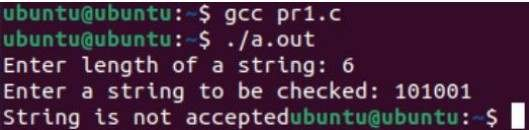 ubuntu@ubuntu:~$ gcc pr1.c
ubuntu@ubuntu:~$ ./a.out
Enter length of a string: 6
Enter a string to be checked: 101001
String is not acceptedubuntu@ubuntu:~$